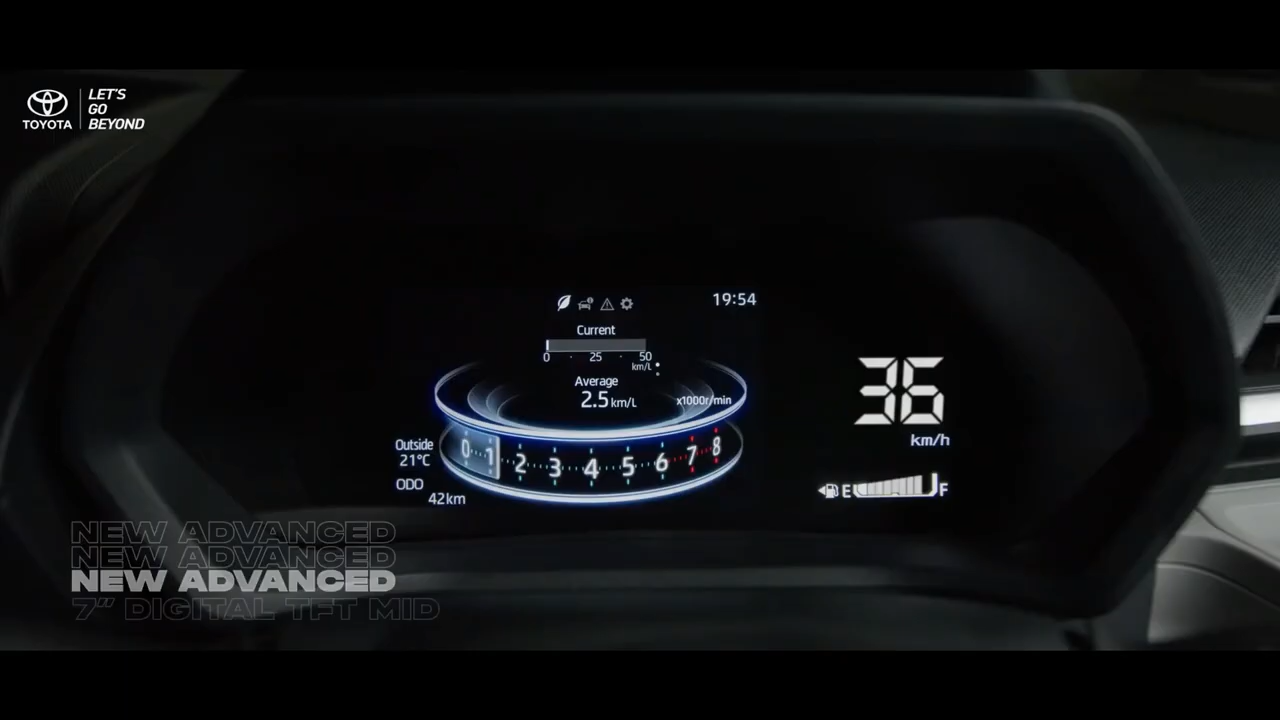 TOYOTA
LET'S
GO
BEYOND
19:54
Current
0 25 50
km/L
Average
2.5 km/L
x1000r/min
0 1 2 3 4 5 6 7 8
Outside
21°C
ODO
42km
36
km/h
E F
NEW ADVANCED
NEW ADVANCED
NEW ADVANCED
7” DIGITAL TFT MID